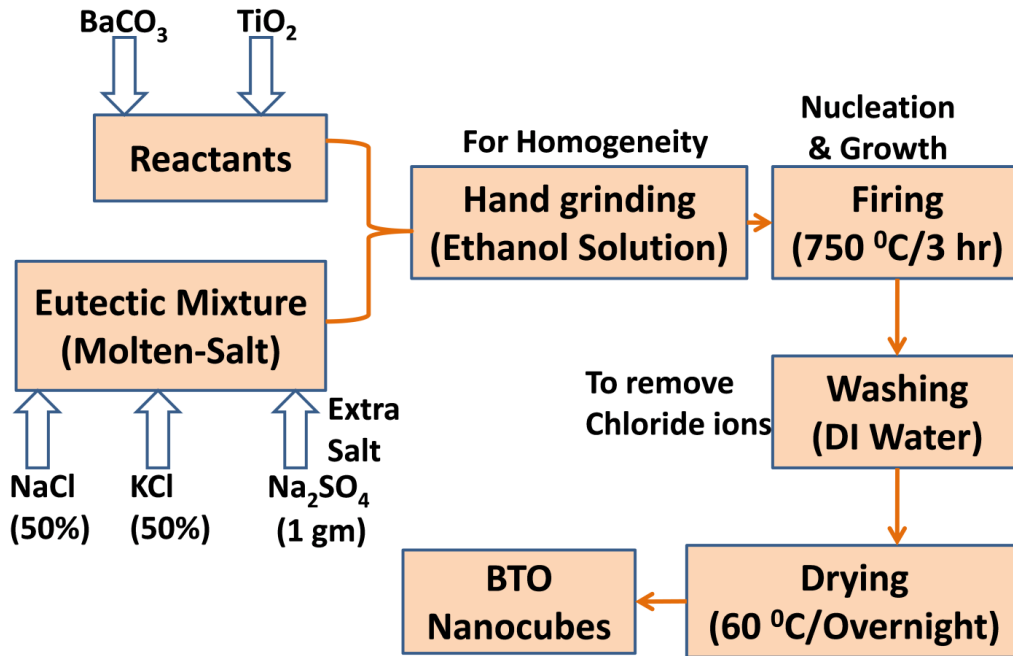 BaCO₃
TiO₂
Reactants
For Homogeneity
Hand grinding
(Ethanol Solution)
Nucleation
& Growth
Firing
(750 ⁰C/3 hr)
Eutectic Mixture
(Molten-Salt)
Extra
Salt
NaCl
(50%)
KCl
(50%)
Na₂SO₄
(1 gm)
To remove
Chloride ions
Washing
(DI Water)
Drying
(60 ⁰C/Overnight)
BTO
Nanocubes